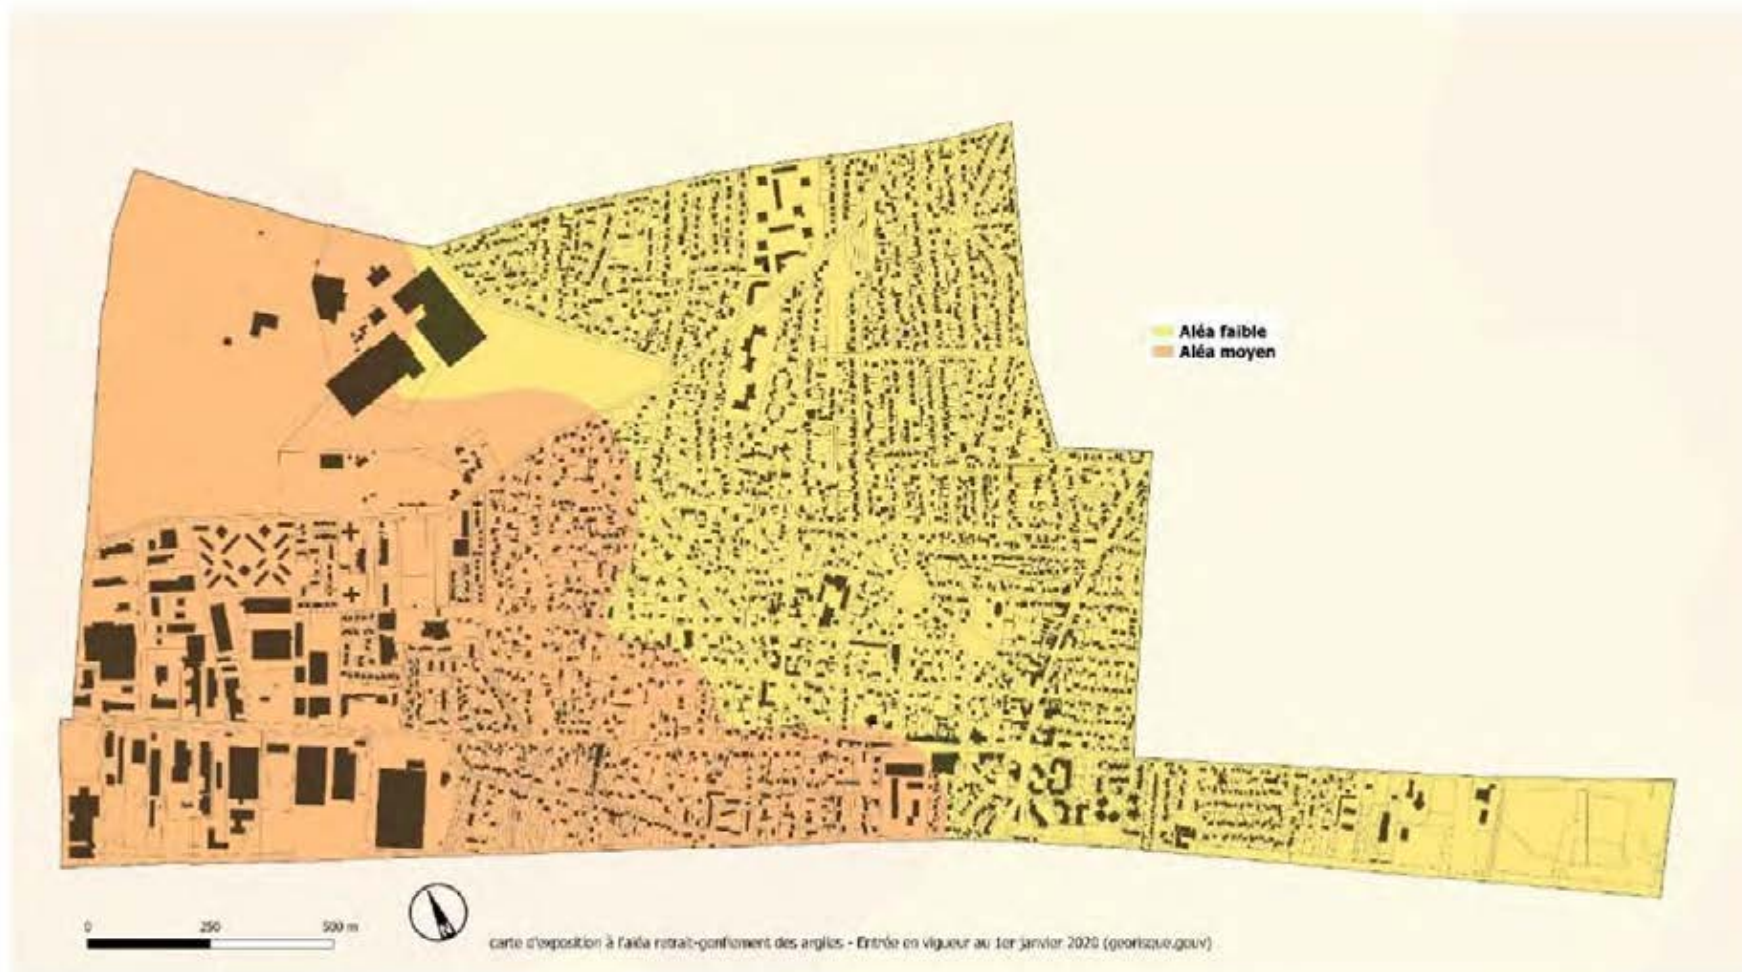 Aléa faible
Aléa moyen
0 250 500 m
N
carte d'exposition à l'aléa retrait-gonflement des argiles - Entrée en vigueur au 1er janvier 2020 (georisque.gouv)